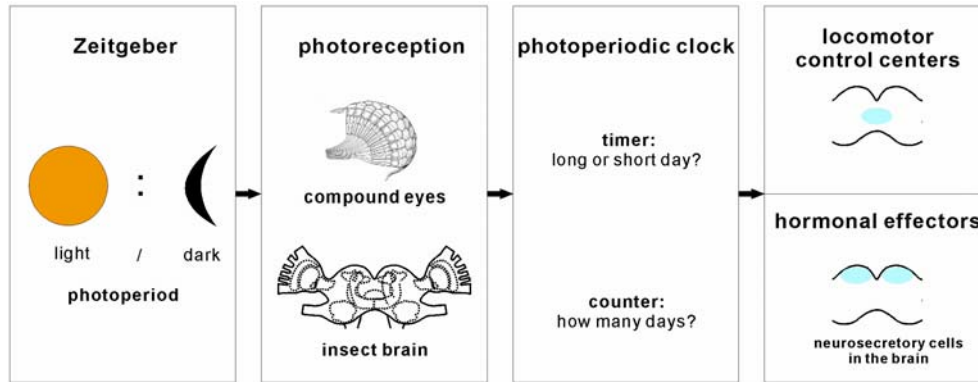 Zeitgeber
light / dark
photoperiod
photoreception
compound eyes
insect brain
photoperiodic clock
timer:
long or short day?
counter:
how many days?
locomotor
control centers
hormonal effectors
neurosecretory cells
in the brain